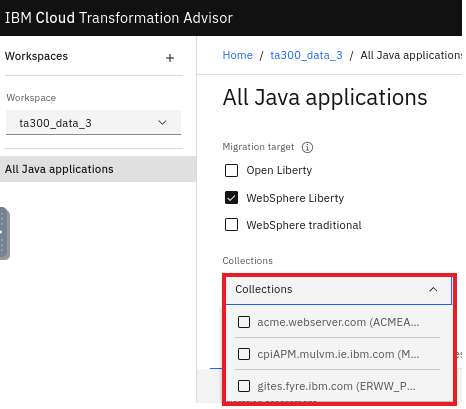 IBM Cloud Transformation Advisor
Workspaces
Workspace
ta300_data_3
All Java applications
Home / ta300_data_3 / All Java applications
All Java applications
Migration target
Open Liberty
WebSphere Liberty
WebSphere traditional
Collections
Collections
acme.webserver.com (ACMEA...
cpiAPM.mulvm.ie.ibm.com (M...
gites.fyre.ibm.com (ERWW_P...